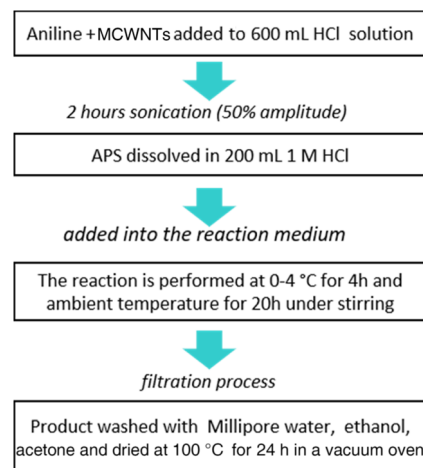 Aniline +MCWNTs added to 600 mL HCl solution
2 hours sonication (50% amplitude)
APS dissolved in 200 mL 1 M HCl
added into the reaction medium
The reaction is performed at 0-4 °C for 4h and
ambient temperature for 20h under stirring
filtration process
Product washed with Millipore water, ethanol,
acetone and dried at 100 °C for 24 h in a vacuum oven